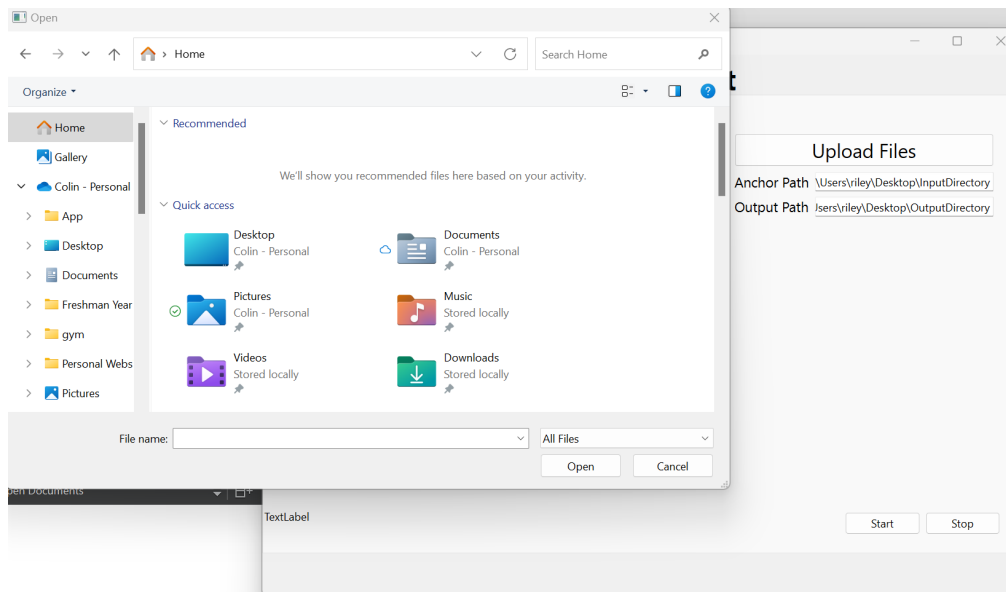 Open
Home
Search Home
Organize
Home
Gallery
Colin - Personal
App
Desktop
Documents
Freshman Year
gym
Personal Webs
Pictures
Recommended
We'll show you recommended files here based on your activity.
Quick access
Desktop
Colin - Personal
Documents
Colin - Personal
Pictures
Colin - Personal
Music
Stored locally
Videos
Stored locally
Downloads
Stored locally
File name:
All Files
Open Cancel
t
Upload Files
Anchor Path \Users\riley\Desktop\InputDirectory
Output Path Jsers\riley\Desktop\OutputDirectory
pen Documents
TextLabel
Start Stop